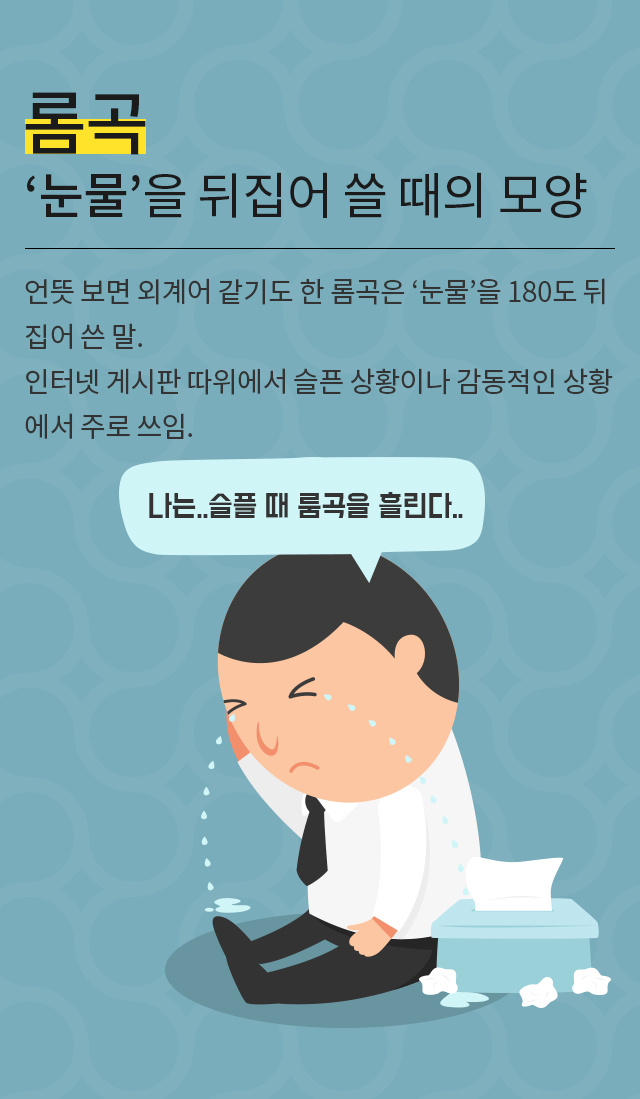 롬곡
‘눈물’을 뒤집어 쓸 때의 모양
언뜻 보면 외계어 같기도 한 롬곡은 ‘눈물’을 180도 뒤
집어 쓴 말.
인터넷 게시판 따위에서 슬픈 상황이나 감동적인 상황
에서 주로 쓰임.
나는..슬플 때 룸곡을 흘린다..